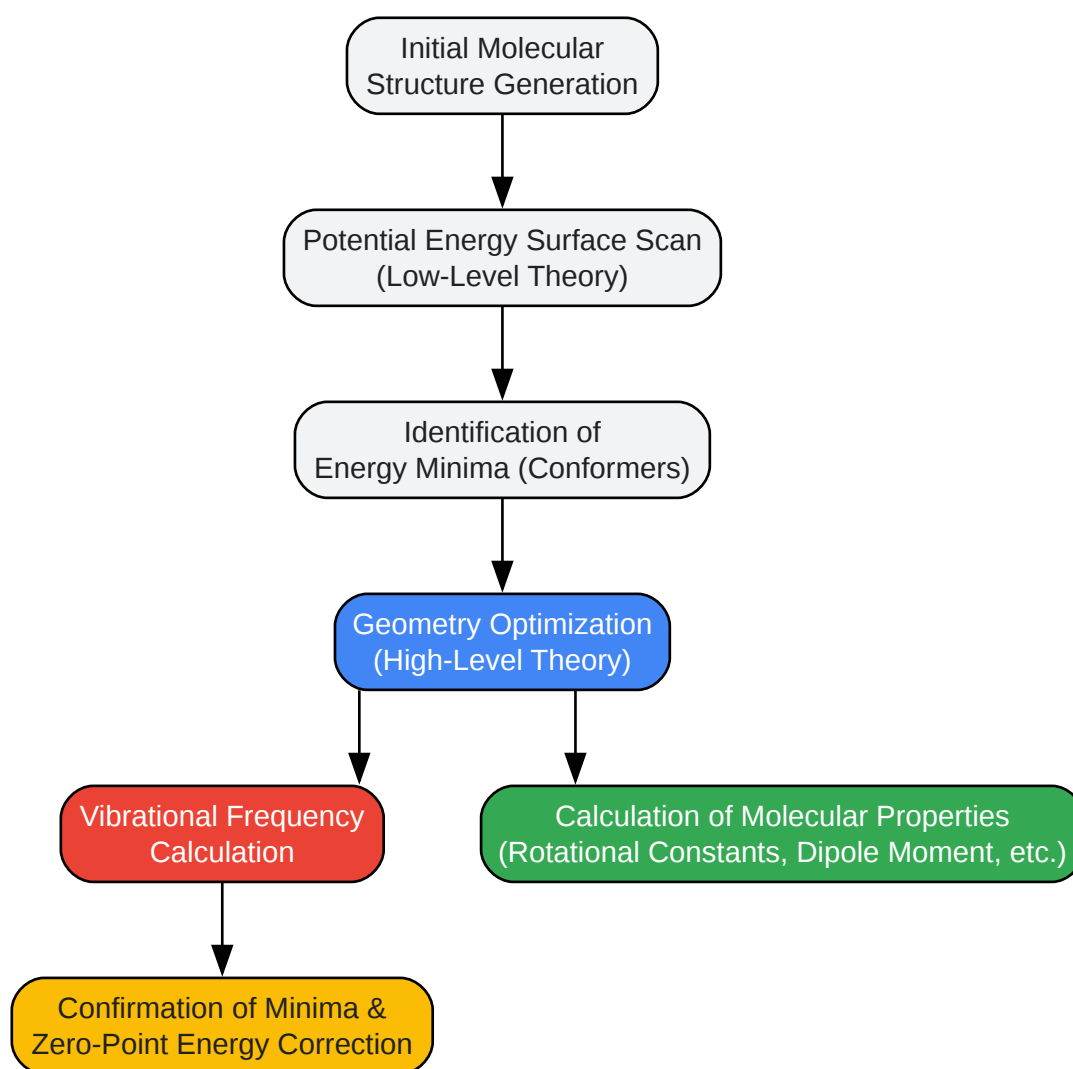 Initial Molecular
Structure Generation
Potential Energy Surface Scan
(Low-Level Theory)
Identification of
Energy Minima (Conformers)
Geometry Optimization
(High-Level Theory)
Vibrational Frequency
Calculation
Calculation of Molecular Properties
(Rotational Constants, Dipole Moment, etc.)
Confirmation of Minima &
Zero-Point Energy Correction